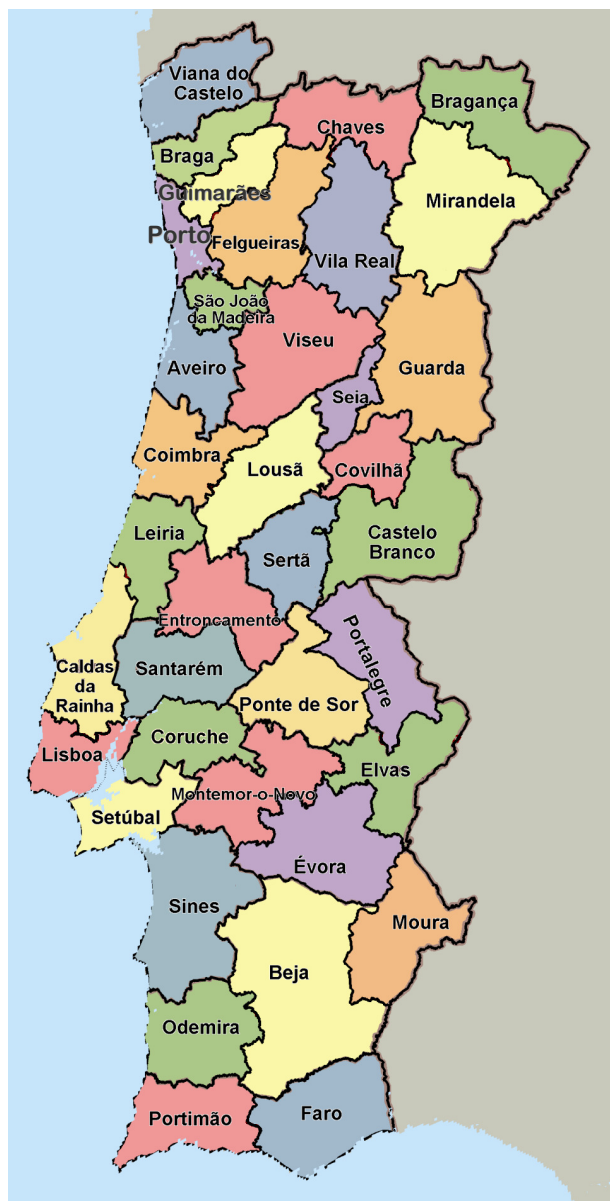 Viana do
Castelo
Bragança
Chaves
Braga
Guimarães
Mirandela
Porto
Felgueiras
Vila Real
São João
da Madeira
Viseu
Aveiro
Guarda
Seia
Coimbra
Lousã
Covilhã
Leiria
Castelo
Branco
Sertã
Entroncamento
Portalegre
Caldas
da
Rainha
Santarém
Ponte de Sor
Lisboa
Coruche
Elvas
Montemor-o-Novo
Setúbal
Évora
Sines
Moura
Beja
Odemira
Portimão
Faro